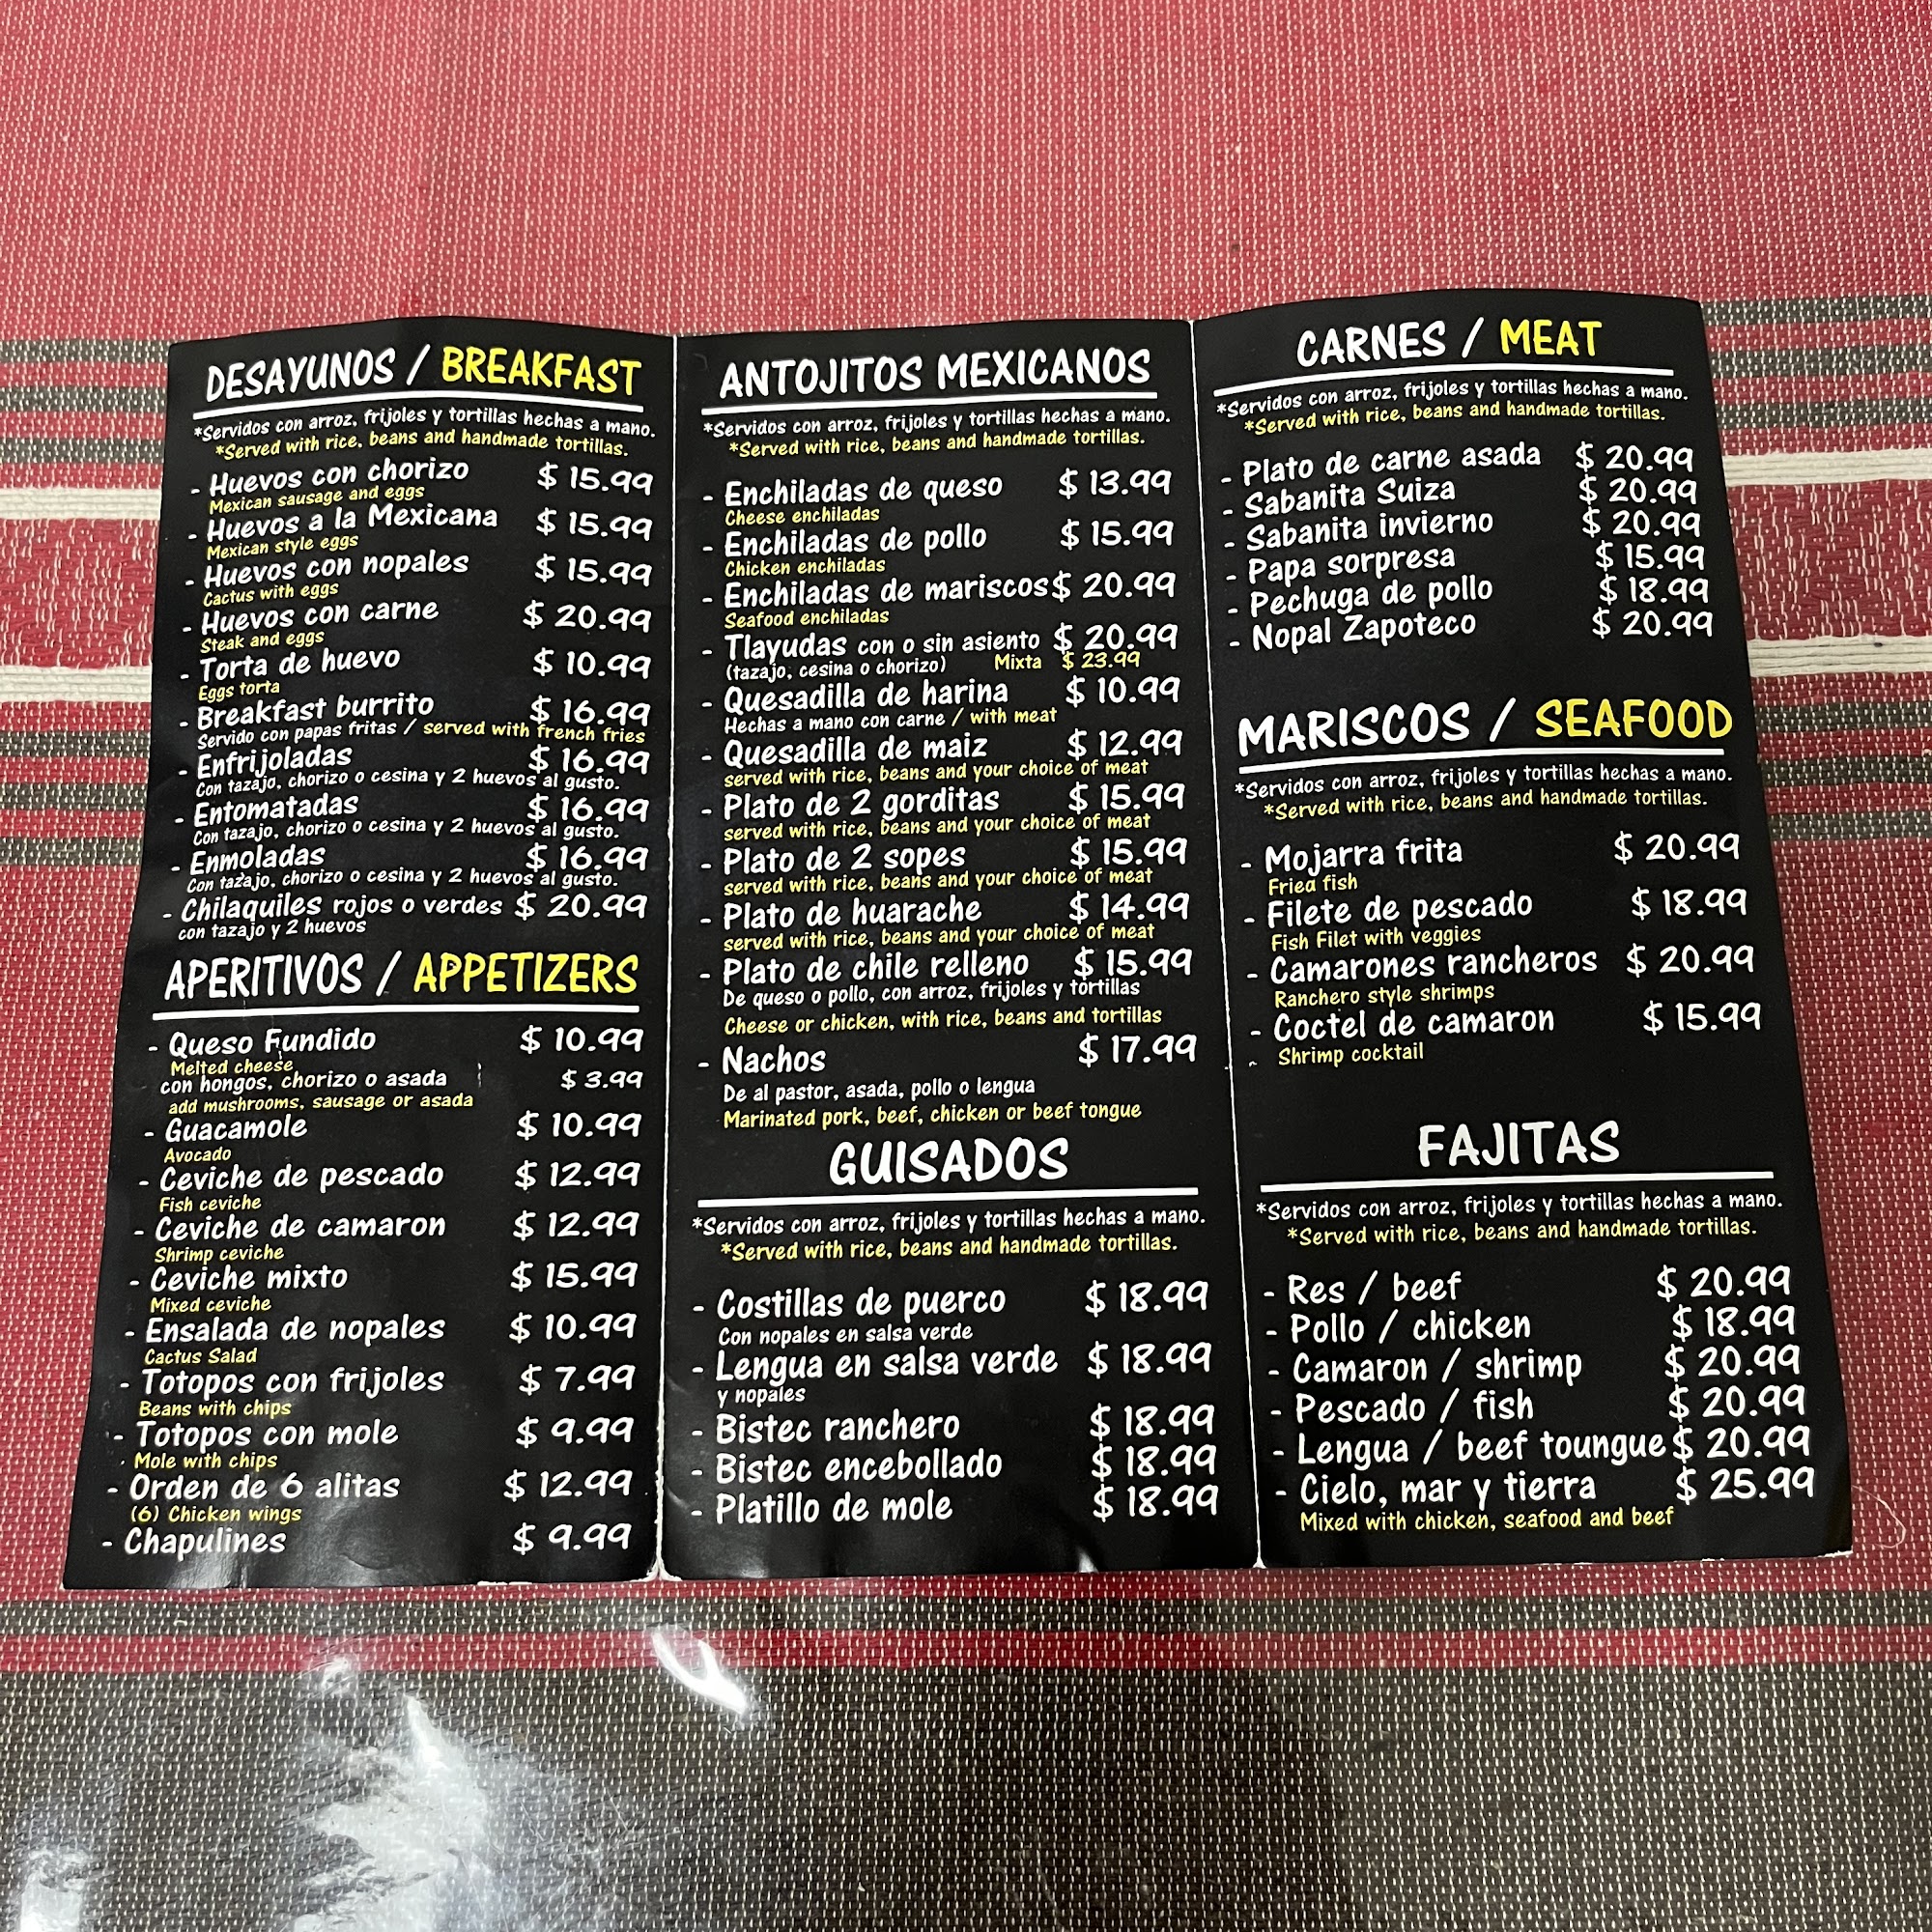 DESAYUNOS / BREAKFAST
*Servidos con arroz, frijoles y tortillas hechas a mano.
*Served with rice, beans and handmade tortillas.
- Huevos con chorizo $ 15.99
Mexican sausage and eggs
- Huevos a la Mexicana $ 15.99
Mexican style eggs
- Huevos con nopales $ 15.99
Cactus with eggs
- Huevos con carne $ 20.99
Steak and eggs
- Torta de huevo $ 10.99
Eggs torta
- Breakfast burrito $ 16.99
Servido con papas fritas / served with french fries
- Enfrijoladas $ 16.99
Con tazajo, chorizo o cesina y 2 huevos al gusto.
- Entomatadas $ 16.99
Con tazajo, chorizo o cesina y 2 huevos al gusto.
- Enmoladas $ 16.99
Con tazajo, chorizo o cesina y 2 huevos al gusto.
- Chilaquiles rojos o verdes $ 20.99
con tazajo y 2 huevos
APERITIVOS / APPETIZERS
- Queso Fundido $ 10.99
Melted cheese
con hongos, chorizo o asada $ 3.99
add mushrooms, sausage or asada
- Guacamole $ 10.99
Avocado
- Ceviche de pescado $ 12.99
Fish ceviche
- Ceviche de camaron $ 12.99
Shrimp ceviche
- Ceviche mixto $ 15.99
Mixed ceviche
- Ensalada de nopales $ 10.99
Cactus Salad
- Totopos con frijoles $ 7.99
Beans with chips
- Totopos con mole $ 9.99
Mole with chips
- Orden de 6 alitas $ 12.99
(6) Chicken wings
- Chapulines $ 9.99
ANTOJITOS MEXICANOS
*Servidos con arroz, frijoles y tortillas hechas a mano.
*Served with rice, beans and handmade tortillas.
- Enchiladas de queso $ 13.99
Cheese enchiladas
- Enchiladas de pollo $ 15.99
Chicken enchiladas
- Enchiladas de mariscos $ 20.99
Seafood enchiladas
- Tlayudas con o sin asiento $ 20.99
(tazajo, cesina o chorizo) Mixta $ 23.99
- Quesadilla de harina $ 10.99
Hechas a mano con carne / with meat
- Quesadilla de maiz $ 12.99
served with rice, beans and your choice of meat
- Plato de 2 gorditas $ 15.99
served with rice, beans and your choice of meat
- Plato de 2 sopes $ 15.99
served with rice, beans and your choice of meat
- Plato de huarache $ 14.99
served with rice, beans and your choice of meat
- Plato de chile relleno $ 15.99
De queso o pollo, con arroz, frijoles y tortillas
Cheese or chicken, with rice, beans and tortillas
- Nachos $ 17.99
De al pastor, asada, pollo o lengua
Marinated pork, beef, chicken or beef tongue
GUISADOS
*Servidos con arroz, frijoles y tortillas hechas a mano.
*Served with rice, beans and handmade tortillas.
- Costillas de puerco $ 18.99
Con nopales en salsa verde
- Lengua en salsa verde $ 18.99
y nopales
- Bistec ranchero $ 18.99
- Bistec encebollado $ 18.99
- Platillo de mole $ 18.99
CARNES / MEAT
*Servidos con arroz, frijoles y tortillas hechas a mano.
*Served with rice, beans and handmade tortillas.
- Plato de carne asada $ 20.99
- Sabanita Suiza $ 20.99
- Sabanita invierno $ 20.99
- Papa sorpresa $ 15.99
- Pechuga de pollo $ 18.99
- Nopal Zapoteco $ 20.99
MARISCOS / SEAFOOD
*Servidos con arroz, frijoles y tortillas hechas a mano.
*Served with rice, beans and handmade tortillas.
- Mojarra frita $ 20.99
Fried fish
- Filete de pescado $ 18.99
Fish Filet with veggies
- Camarones rancheros $ 20.99
Ranchero style shrimps
- Coctel de camaron $ 15.99
Shrimp cocktail
FAJITAS
*Servidos con arroz, frijoles y tortillas hechas a mano.
*Served with rice, beans and handmade tortillas.
- Res / beef $ 20.99
- Pollo / chicken $ 18.99
- Camaron / shrimp $ 20.99
- Pescado / fish $ 20.99
- Lengua / beef toungue $ 20.99
- Cielo, mar y tierra $ 25.99
Mixed with chicken, seafood and beef